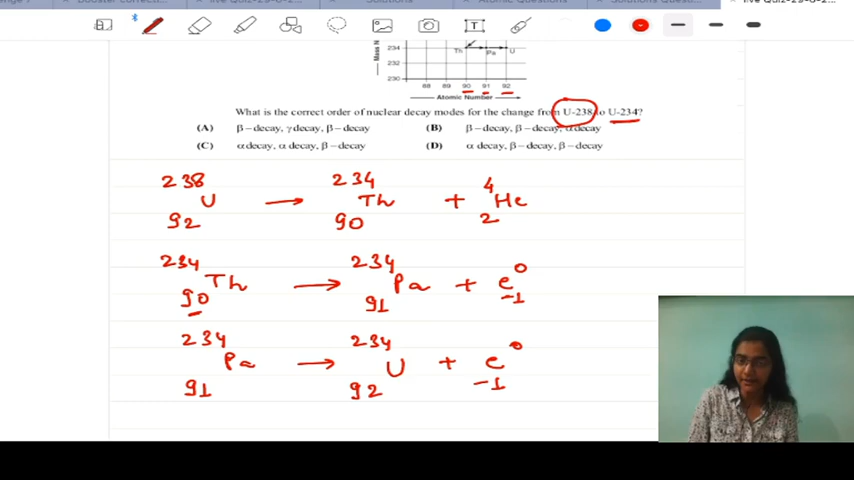 234 Th Pa U
232
230
88 89 90 91 92
Atomic Number
What is the correct order of nuclear decay modes for the change from U-238 to U-234?
(A) β−decay, γ decay, β−decay (B) β−decay, β−decay, α decay
(C) α decay, α decay, β−decay (D) α decay, β−decay, β−decay
238 U 92 → 234 Th 90 + 4 He 2
234 Th 90 → 234 Pa 91 + e 0 -1
234 Pa 91 → 234 U 92 + e 0 -1